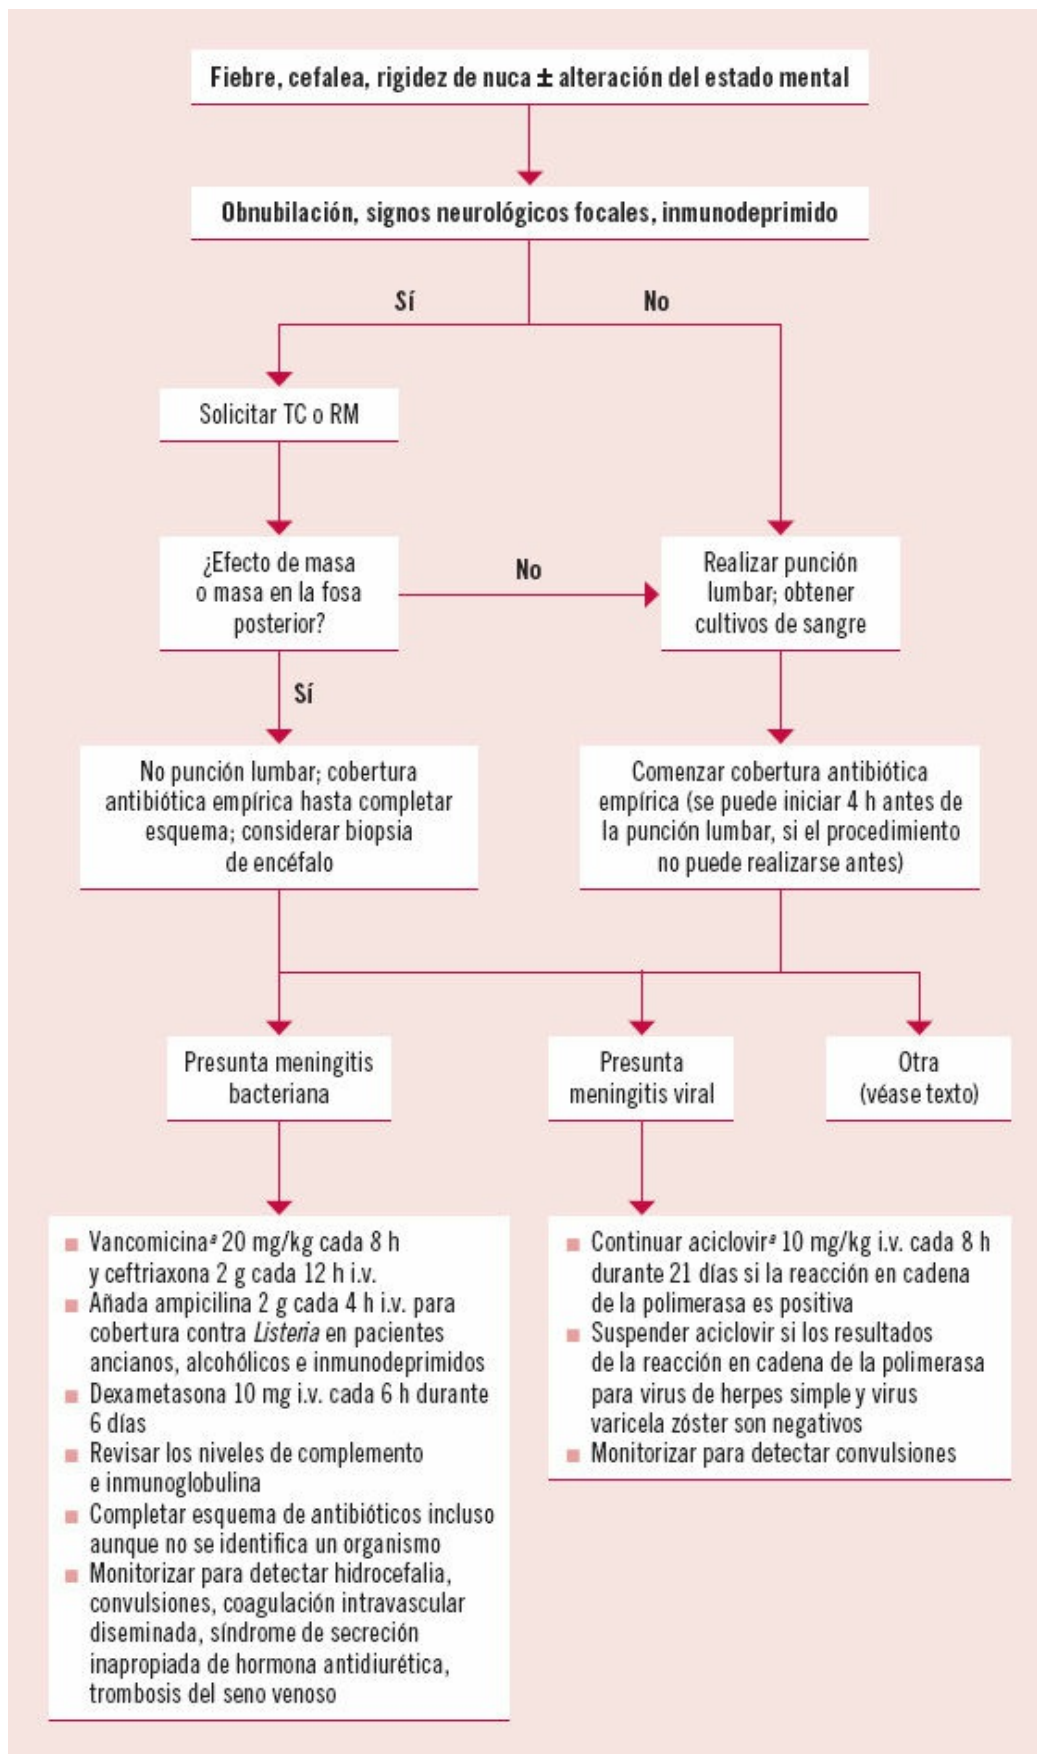 Fiebre, cefalea, rigidez de nuca ± alteración del estado mental
Obnubilación, signos neurológicos focales, inmunodeprimido
Sí
No
Solicitar TC o RM
¿Efecto de masa
o masa en la fosa
posterior?
No
Realizar punción
lumbar; obtener
cultivos de sangre
Sí
No punción lumbar; cobertura
antibiótica empírica hasta completar
esquema; considerar biopsia
de encéfalo
Comenzar cobertura antibiótica
empírica (se puede iniciar 4 h antes de
la punción lumbar, si el procedimiento
no puede realizarse antes)
Presunta meningitis
bacteriana
Presunta
meningitis viral
Otra
(véase texto)
Vancomicinaª 20 mg/kg cada 8 h
y ceftriaxona 2 g cada 12 h i.v.
Añada ampicilina 2 g cada 4 h i.v. para
cobertura contra Listeria en pacientes
ancianos, alcohólicos e inmunodeprimidos
Dexametasona 10 mg i.v. cada 6 h durante
6 días
Revisar los niveles de complemento
e inmunoglobulina
Completar esquema de antibióticos incluso
aunque no se identifica un organismo
Monitorizar para detectar hidrocefalia,
convulsiones, coagulación intravascular
diseminada, síndrome de secreción
inapropiada de hormona antidiurética,
trombosis del seno venoso
Continuar aciclovirª 10 mg/kg i.v. cada 8 h
durante 21 días si la reacción en cadena
de la polimerasa es positiva
Suspender aciclovir si los resultados
de la reacción en cadena de la polimerasa
para virus de herpes simple y virus
varicela zóster son negativos
Monitorizar para detectar convulsiones